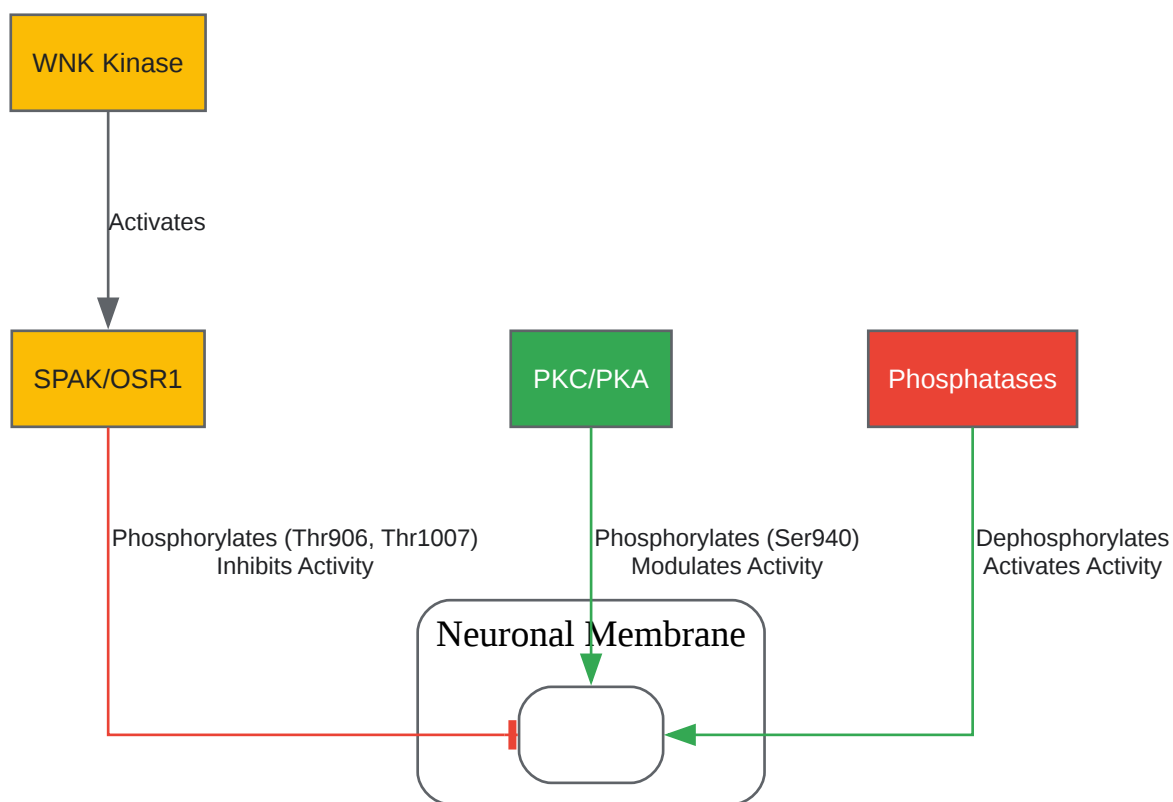 WNK Kinase
Activates
SPAK/OSR1
PKC/PKA
Phosphatases
Phosphorylates (Thr906, Thr1007)
Inhibits Activity
Phosphorylates (Ser940)
Modulates Activity
Dephosphorylates
Activates Activity
Neuronal Membrane